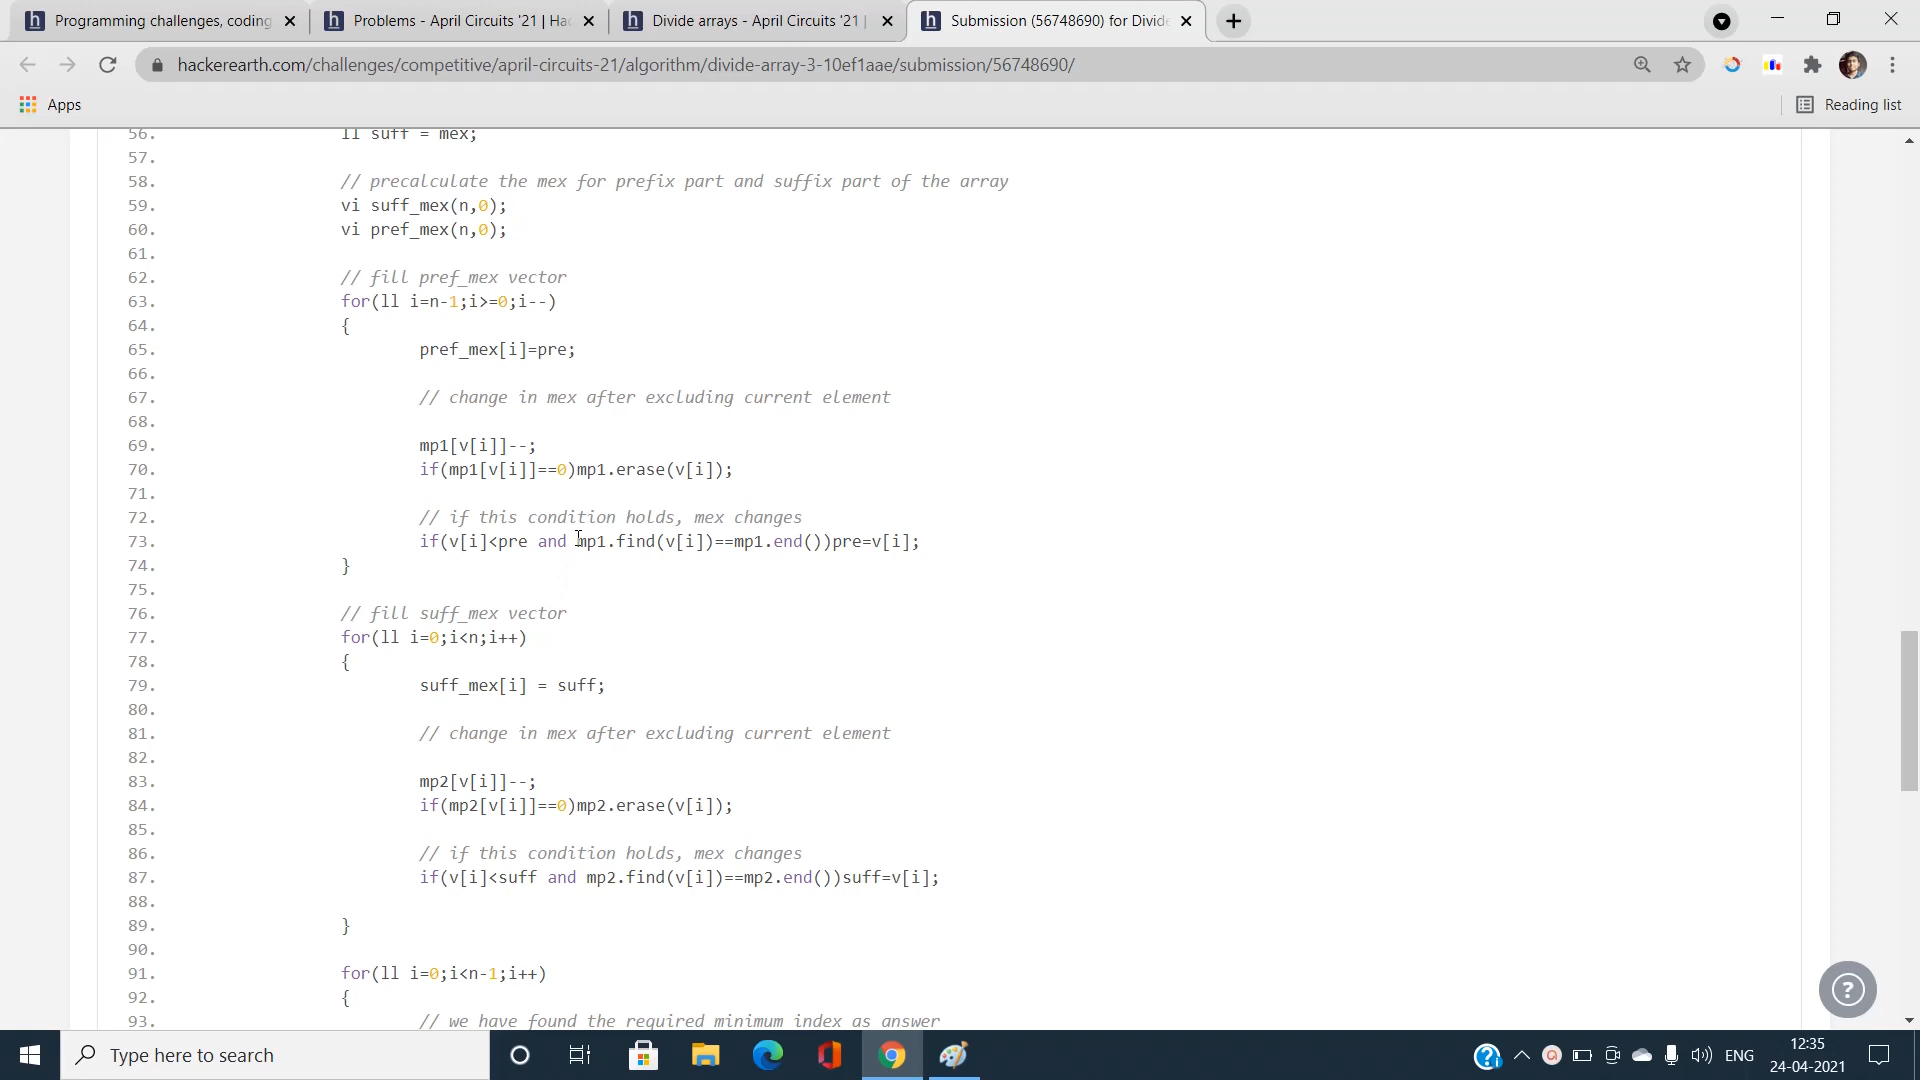 Programming challenges, coding
Problems - April Circuits '21 | Hac
Divide arrays - April Circuits '21 |
Submission (56748690) for Divide
hackerearth.com/challenges/competitive/april-circuits-21/algorithm/divide-array-3-10ef1aae/submission/56748690/
Apps
Reading list
56. ll suff = mex;
57.
58. // precalculate the mex for prefix part and suffix part of the array
59. vi suff_mex(n,0);
60. vi pref_mex(n,0);
61.
62. // fill pref_mex vector
63. for(ll i=n-1;i>=0;i--)
64. {
65. pref_mex[i]=pre;
66.
67. // change in mex after excluding current element
68.
69. mp1[v[i]]--;
70. if(mp1[v[i]]==0)mp1.erase(v[i]);
71.
72. // if this condition holds, mex changes
73. if(v[i]<pre and mp1.find(v[i])==mp1.end())pre=v[i];
74. }
75.
76. // fill suff_mex vector
77. for(ll i=0;i<n;i++)
78. {
79. suff_mex[i] = suff;
80.
81. // change in mex after excluding current element
82.
83. mp2[v[i]]--;
84. if(mp2[v[i]]==0)mp2.erase(v[i]);
85.
86. // if this condition holds, mex changes
87. if(v[i]<suff and mp2.find(v[i])==mp2.end())suff=v[i];
88.
89. }
90.
91. for(ll i=0;i<n-1;i++)
92. {
93. // we have found the required minimum index as answer
Type here to search
ENG
12:35
24-04-2021